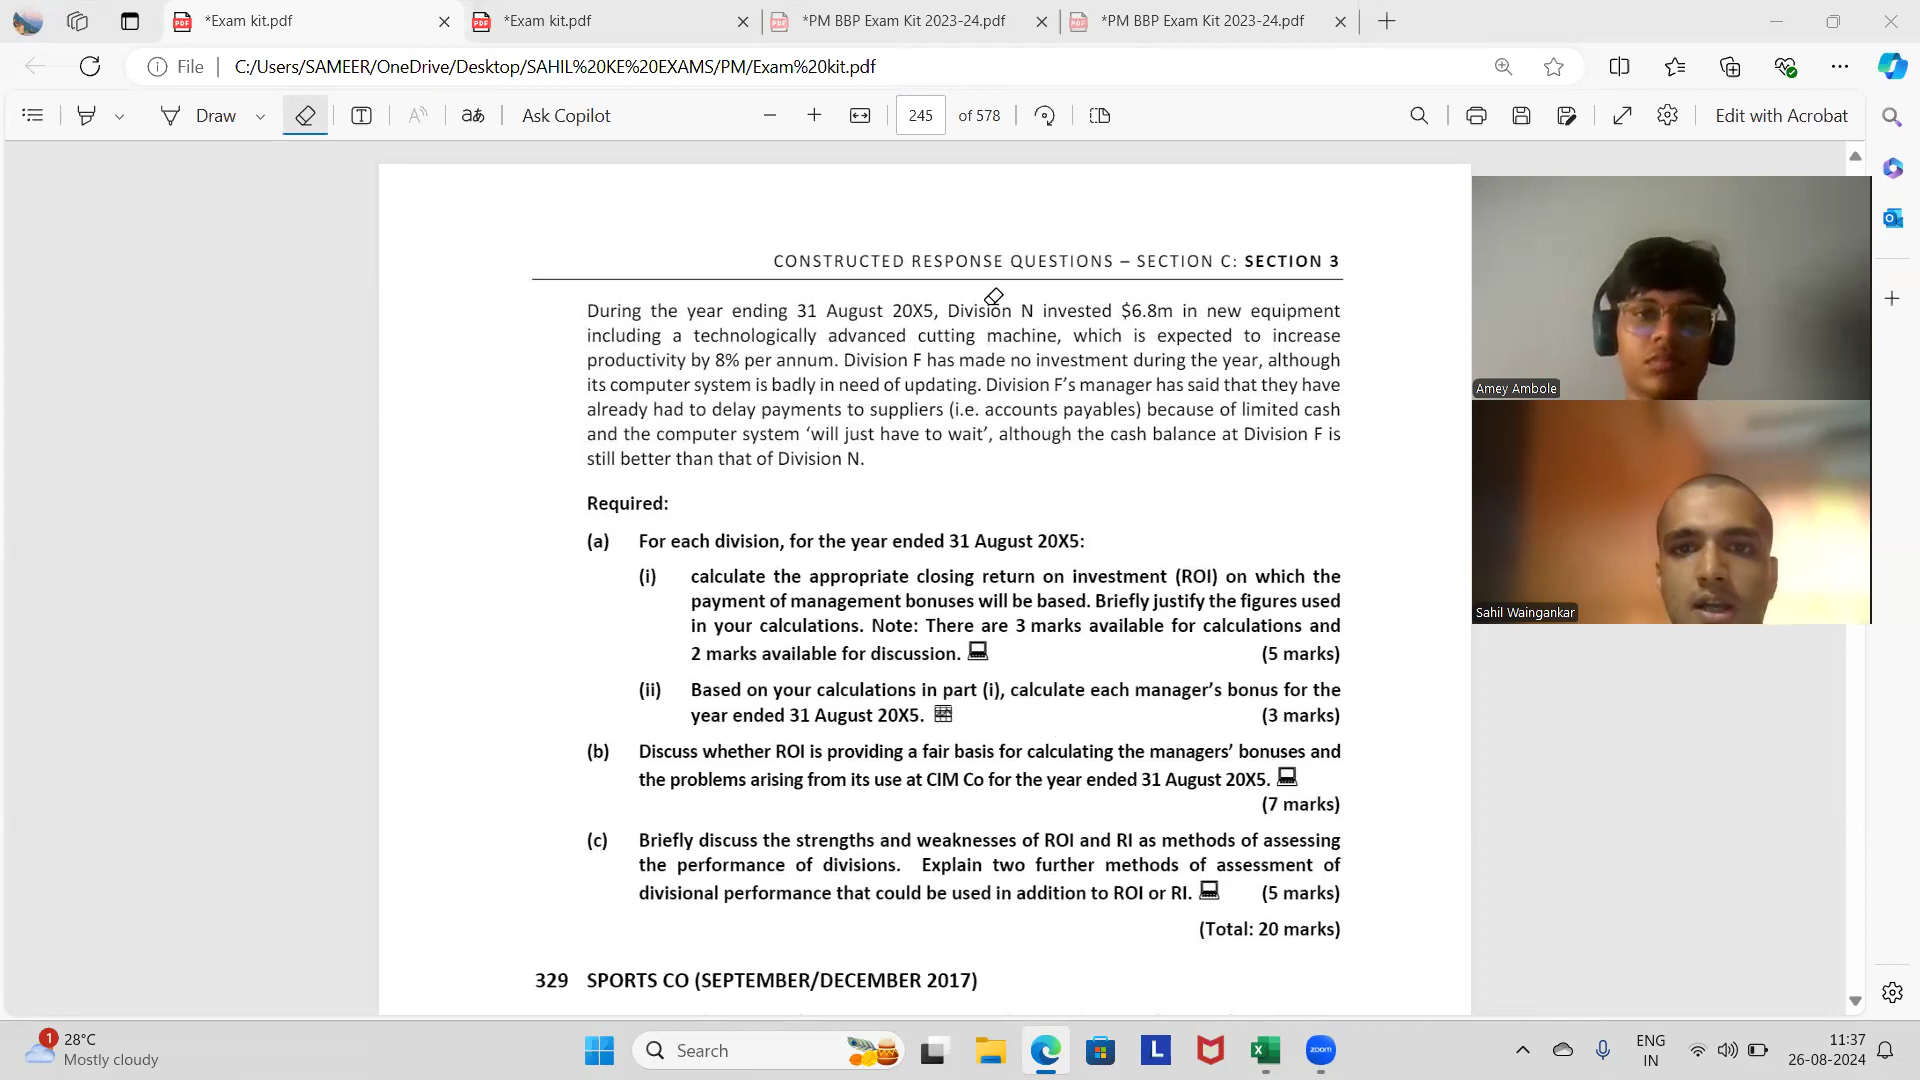 *Exam kit.pdf
*Exam kit.pdf
*PM BBP Exam Kit 2023-24.pdf
*PM BBP Exam Kit 2023-24.pdf
File
C:/Users/SAMEER/OneDrive/Desktop/SAHIL%20KE%20EXAMS/PM/Exam%20kit.pdf
Draw
aあ
Ask Copilot
245 of 578
Edit with Acrobat
CONSTRUCTED RESPONSE QUESTIONS – SECTION C: SECTION 3
During the year ending 31 August 20X5, Division N invested $6.8m in new equipment
including a technologically advanced cutting machine, which is expected to increase
productivity by 8% per annum. Division F has made no investment during the year, although
its computer system is badly in need of updating. Division F's manager has said that they have
already had to delay payments to suppliers (i.e. accounts payables) because of limited cash
and the computer system 'will just have to wait', although the cash balance at Division F is
still better than that of Division N.
Required:
(a) For each division, for the year ended 31 August 20X5:
(i) calculate the appropriate closing return on investment (ROI) on which the
payment of management bonuses will be based. Briefly justify the figures used
in your calculations. Note: There are 3 marks available for calculations and
2 marks available for discussion. (5 marks)
(ii) Based on your calculations in part (i), calculate each manager's bonus for the
year ended 31 August 20X5. (3 marks)
(b) Discuss whether ROI is providing a fair basis for calculating the managers' bonuses and
the problems arising from its use at CIM Co for the year ended 31 August 20X5.
(7 marks)
(c) Briefly discuss the strengths and weaknesses of ROI and RI as methods of assessing
the performance of divisions. Explain two further methods of assessment of
divisional performance that could be used in addition to ROI or RI. (5 marks)
(Total: 20 marks)
329 SPORTS CO (SEPTEMBER/DECEMBER 2017)
Amey Ambole
Sahil Waingankar
1
28°C
Mostly cloudy
Search
L
zoom
ENG
IN
11:37
26-08-2024